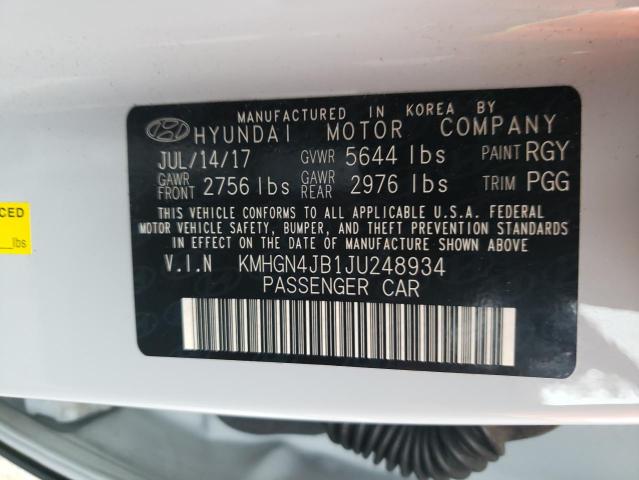 MANUFACTURED IN KOREA BY
HYUNDAI MOTOR COMPANY
JUL/14/17 GVWR 5644 lbs PAINT RGY
GAWR FRONT 2756 lbs GAWR REAR 2976 lbs TRIM PGG
THIS VEHICLE CONFORMS TO ALL APPLICABLE U.S.A. FEDERAL
MOTOR VEHICLE SAFETY, BUMPER, AND THEFT PREVENTION STANDARDS
IN EFFECT ON THE DATE OF MANUFACTURE SHOWN ABOVE
V.I.N KMHGN4JB1JU248934
PASSENGER CAR
CED
lbs